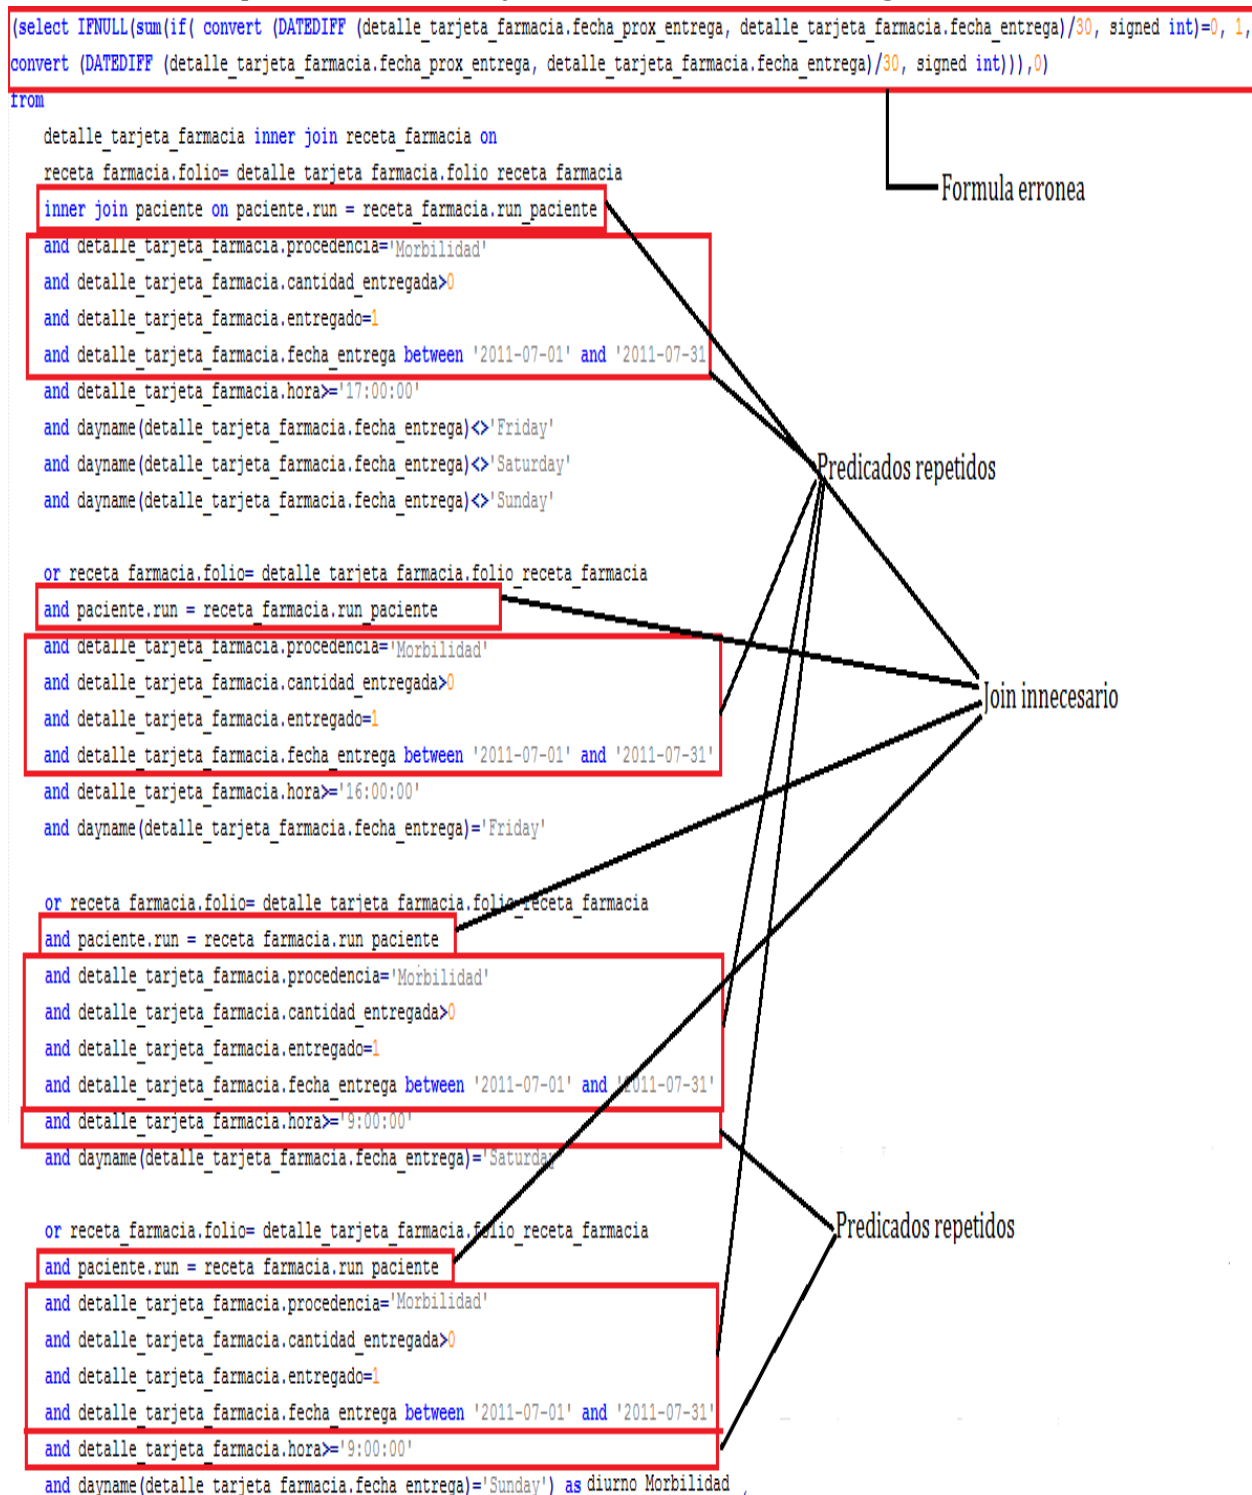 (select IFNULL(sum(if( convert (DATEDIFF (detalle_tarjeta_farmacia.fecha_prox_entrega, detalle_tarjeta_farmacia.fecha_entrega)/30, signed int)=0, 1,
convert (DATEDIFF (detalle_tarjeta_farmacia.fecha_prox_entrega, detalle_tarjeta_farmacia.fecha_entrega)/30, signed int))),0)
from
detalle_tarjeta_farmacia inner join receta_farmacia on
receta_farmacia.folio= detalle_tarjeta_farmacia.folio_receta_farmacia
Formula erronea
inner join paciente on paciente.run = receta_farmacia.run_paciente
and detalle_tarjeta_farmacia.procedencia='Morbilidad'
and detalle_tarjeta_farmacia.cantidad_entregada>0
and detalle_tarjeta_farmacia.entregado=1
and detalle_tarjeta_farmacia.fecha_entrega between '2011-07-01' and '2011-07-31
and detalle_tarjeta_farmacia.hora>='17:00:00'
and dayname(detalle_tarjeta_farmacia.fecha_entrega)<>'Friday'
and dayname(detalle_tarjeta_farmacia.fecha_entrega)<>'Saturday'
Predicados repetidos
and dayname(detalle_tarjeta_farmacia.fecha_entrega)<>'Sunday'
or receta_farmacia.folio= detalle_tarjeta_farmacia.folio_receta_farmacia
and paciente.run = receta_farmacia.run_paciente
and detalle_tarjeta_farmacia.procedencia='Morbilidad'
and detalle_tarjeta_farmacia.cantidad_entregada>0
Join innecesario
and detalle_tarjeta_farmacia.entregado=1
and detalle_tarjeta_farmacia.fecha_entrega between '2011-07-01' and '2011-07-31'
and detalle_tarjeta_farmacia.hora>='16:00:00'
and dayname(detalle_tarjeta_farmacia.fecha_entrega)='Friday'
or receta_farmacia.folio= detalle_tarjeta_farmacia.folio_receta_farmacia
and paciente.run = receta_farmacia.run_paciente
and detalle_tarjeta_farmacia.procedencia='Morbilidad'
and detalle_tarjeta_farmacia.cantidad_entregada>0
and detalle_tarjeta_farmacia.entregado=1
and detalle_tarjeta_farmacia.fecha_entrega between '2011-07-01' and '2011-07-31'
and detalle_tarjeta_farmacia.hora>='9:00:00'
and dayname(detalle_tarjeta_farmacia.fecha_entrega)='Saturday
Predicados repetidos
or receta_farmacia.folio= detalle_tarjeta_farmacia.folio_receta_farmacia
and paciente.run = receta_farmacia.run_paciente
and detalle_tarjeta_farmacia.procedencia='Morbilidad'
and detalle_tarjeta_farmacia.cantidad_entregada>0
and detalle_tarjeta_farmacia.entregado=1
and detalle_tarjeta_farmacia.fecha_entrega between '2011-07-01' and '2011-07-31'
and detalle_tarjeta_farmacia.hora>='9:00:00'
and dayname(detalle_tarjeta_farmacia.fecha_entrega)='Sunday') as diurno_Morbilidad ,